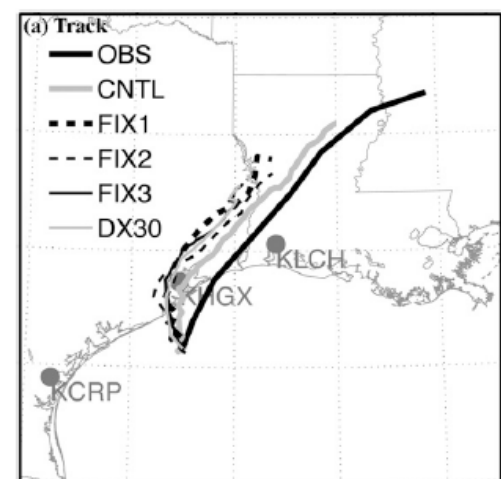 (a) Track
OBS
CNTL
FIX1
FIX2
FIX3
DX30
KLCH
KHGX
KCRP